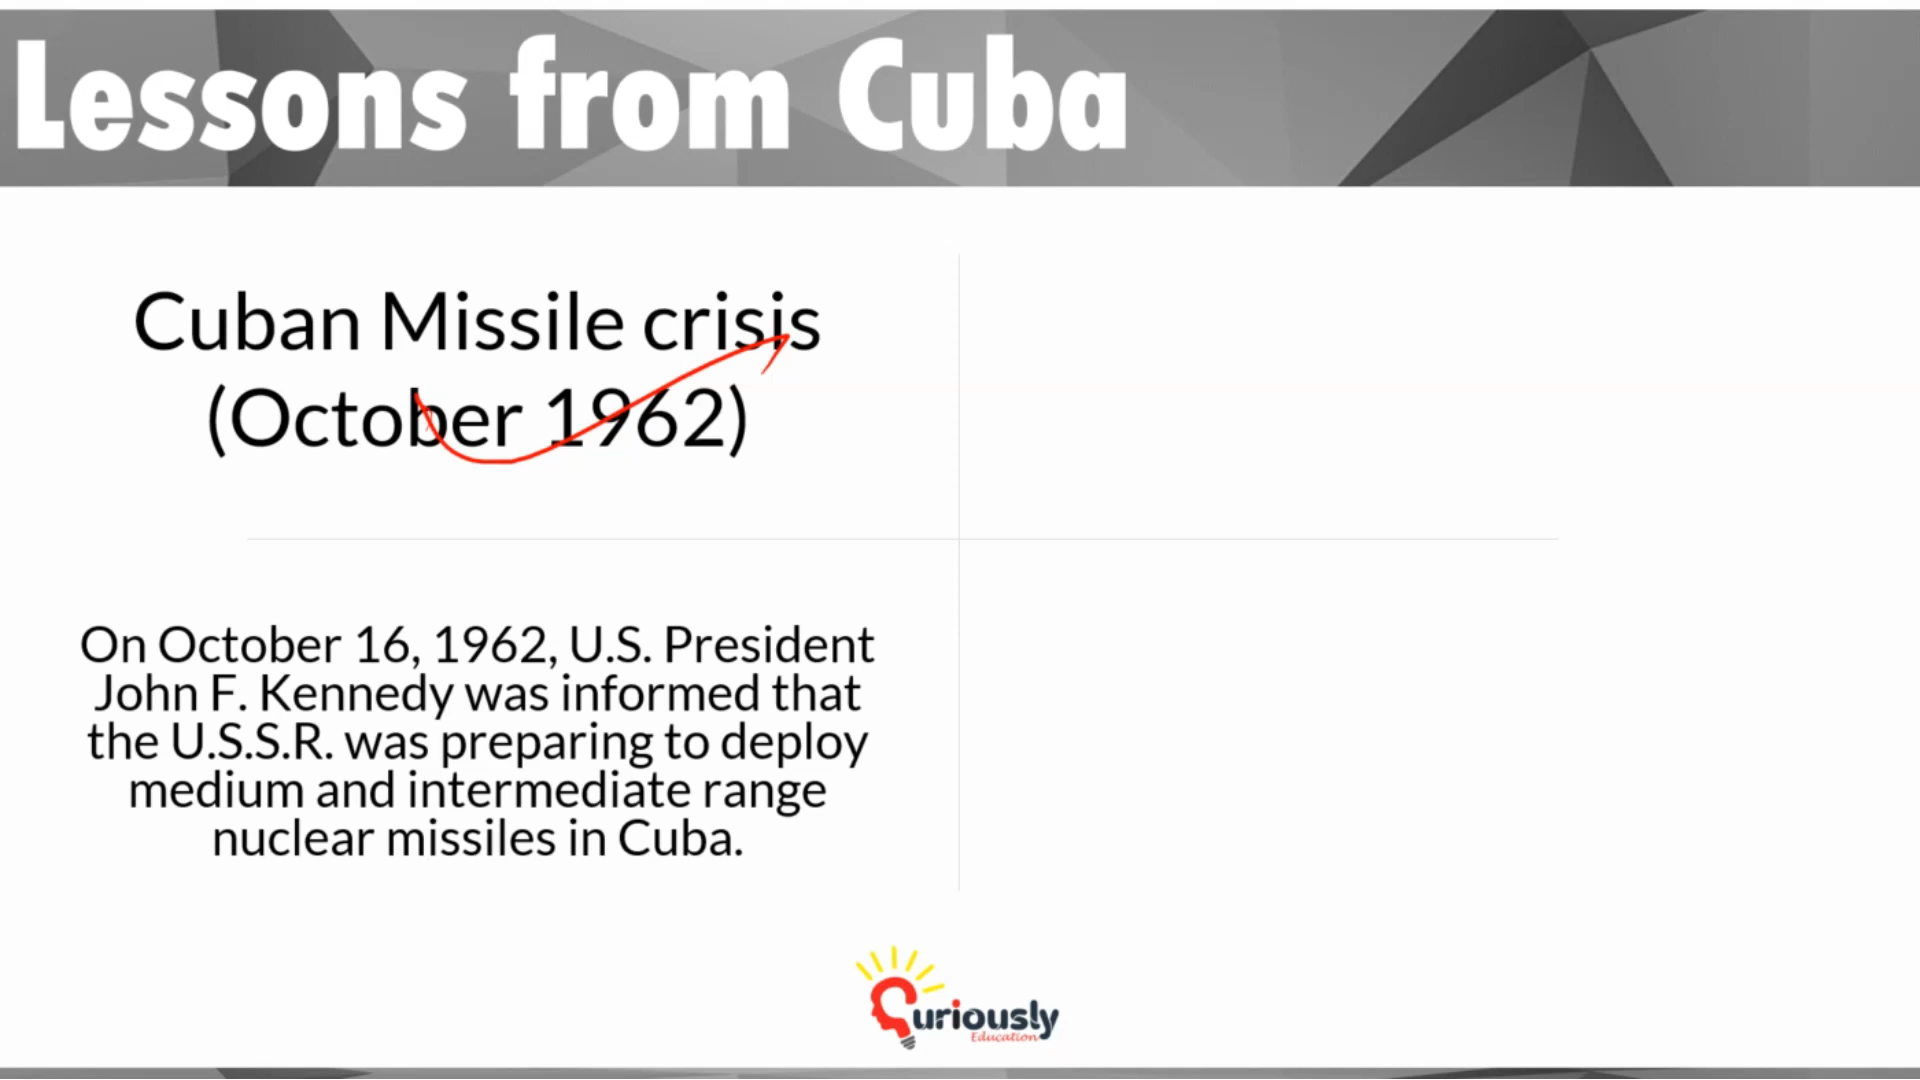 Lessons from Cuba
Cuban Missile crisis
(October 1962)
On October 16, 1962, U.S. President
John F. Kennedy was informed that
the U.S.S.R. was preparing to deploy
medium and intermediate range
nuclear missiles in Cuba.
Curiously
Education